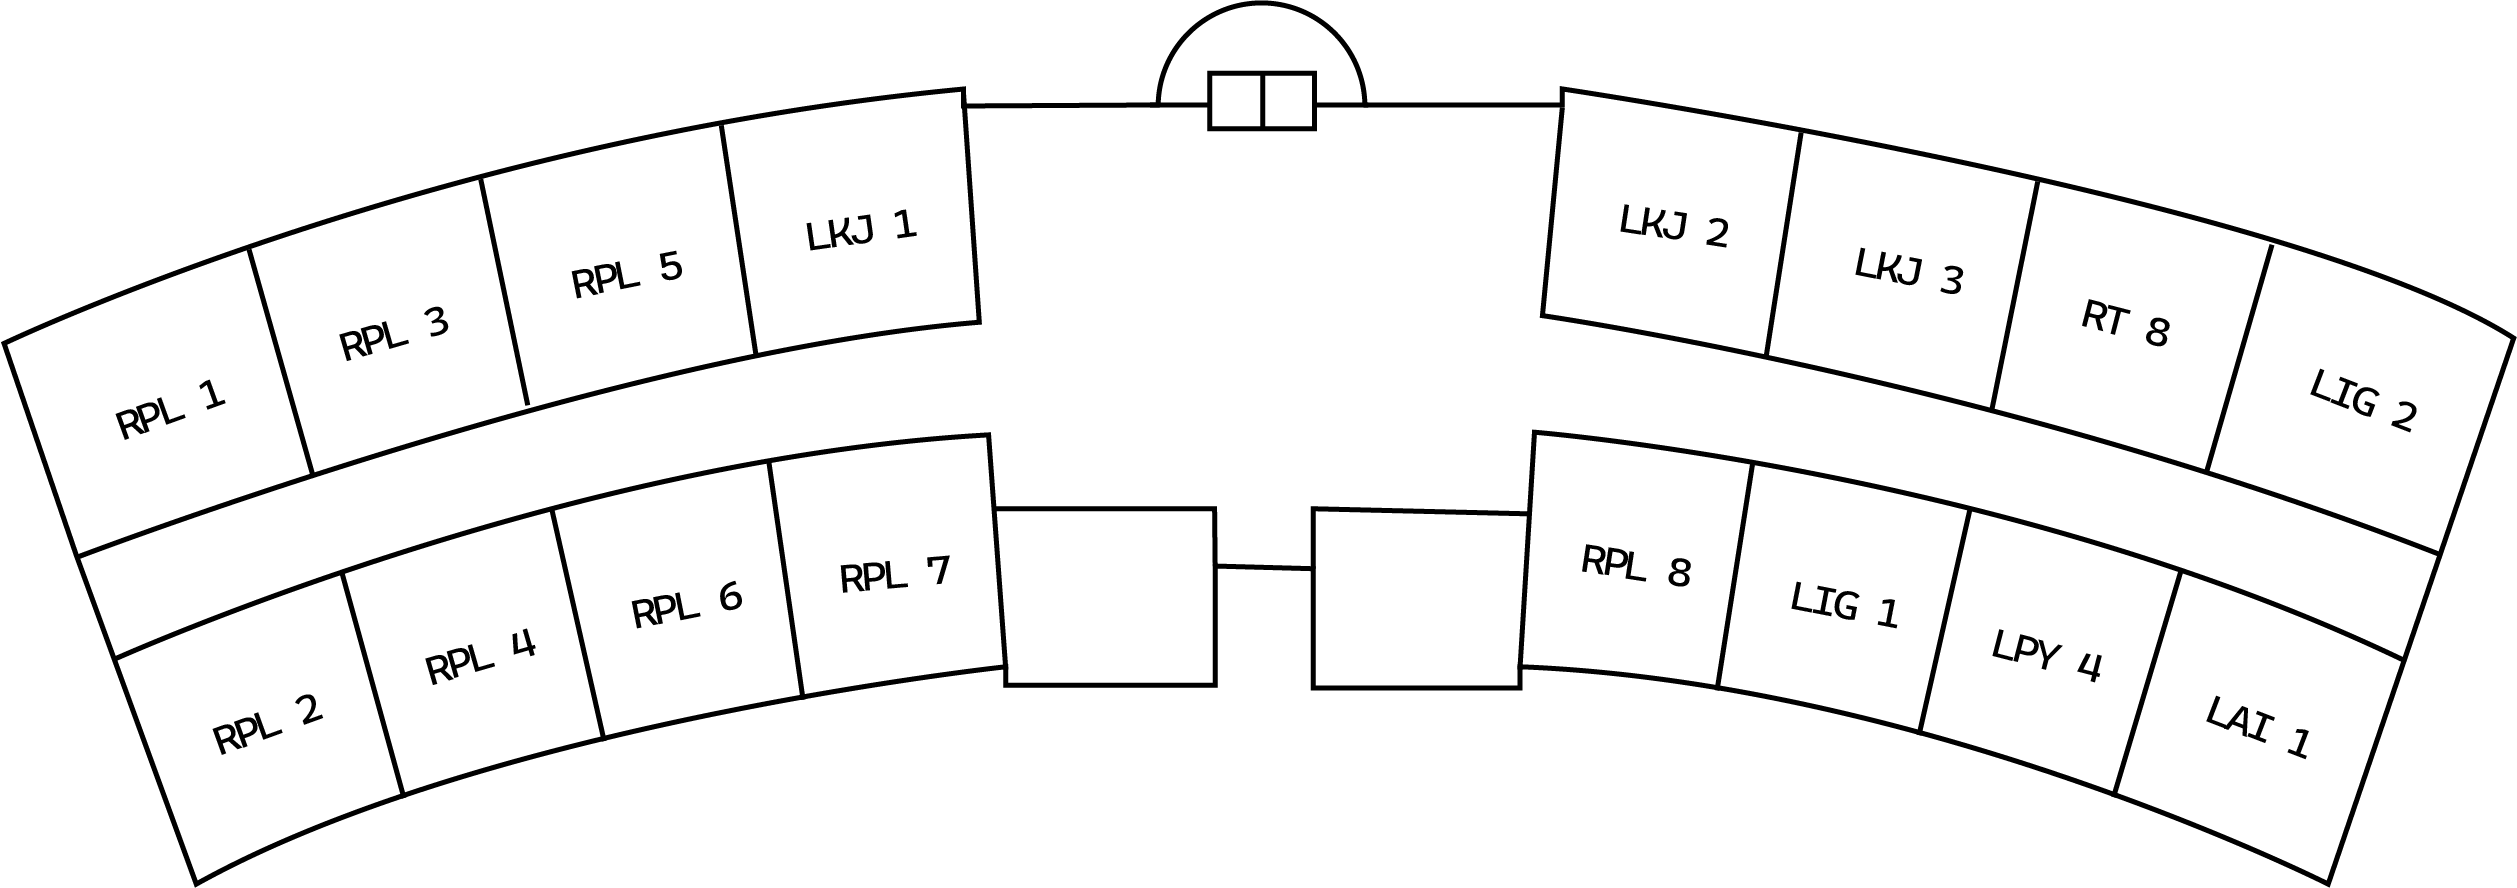 RPL 1
RPL 3
RPL 5
LKJ 1
LKJ 2
LKJ 3
RT 8
LIG 2
RPL 2
RPL 4
RPL 6
RPL 7
RPL 8
LIG 1
LPY 4
LAI 1